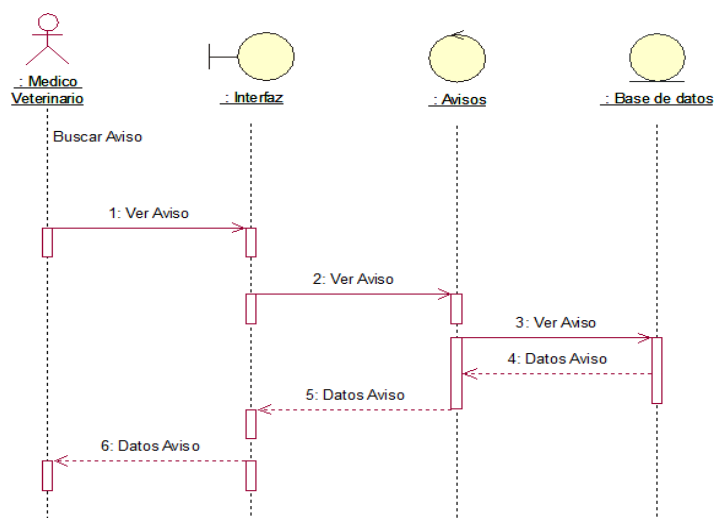 : Medico
Veterinario
: Interfaz
: Avisos
: Base de datos
Buscar Aviso
1: Ver Aviso
2: Ver Aviso
3: Ver Aviso
4: Datos Aviso
5: Datos Aviso
6: Datos Aviso